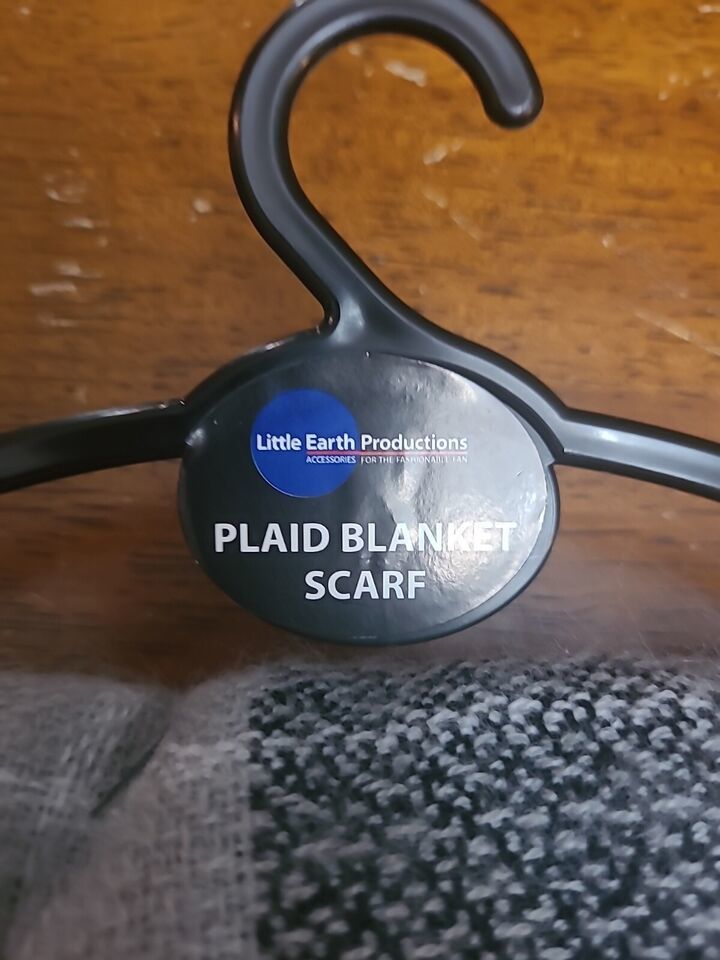 Little Earth Productions
ACCESSORIES FOR THE FASHIONABLE FAN
PLAID BLANKET
SCARF